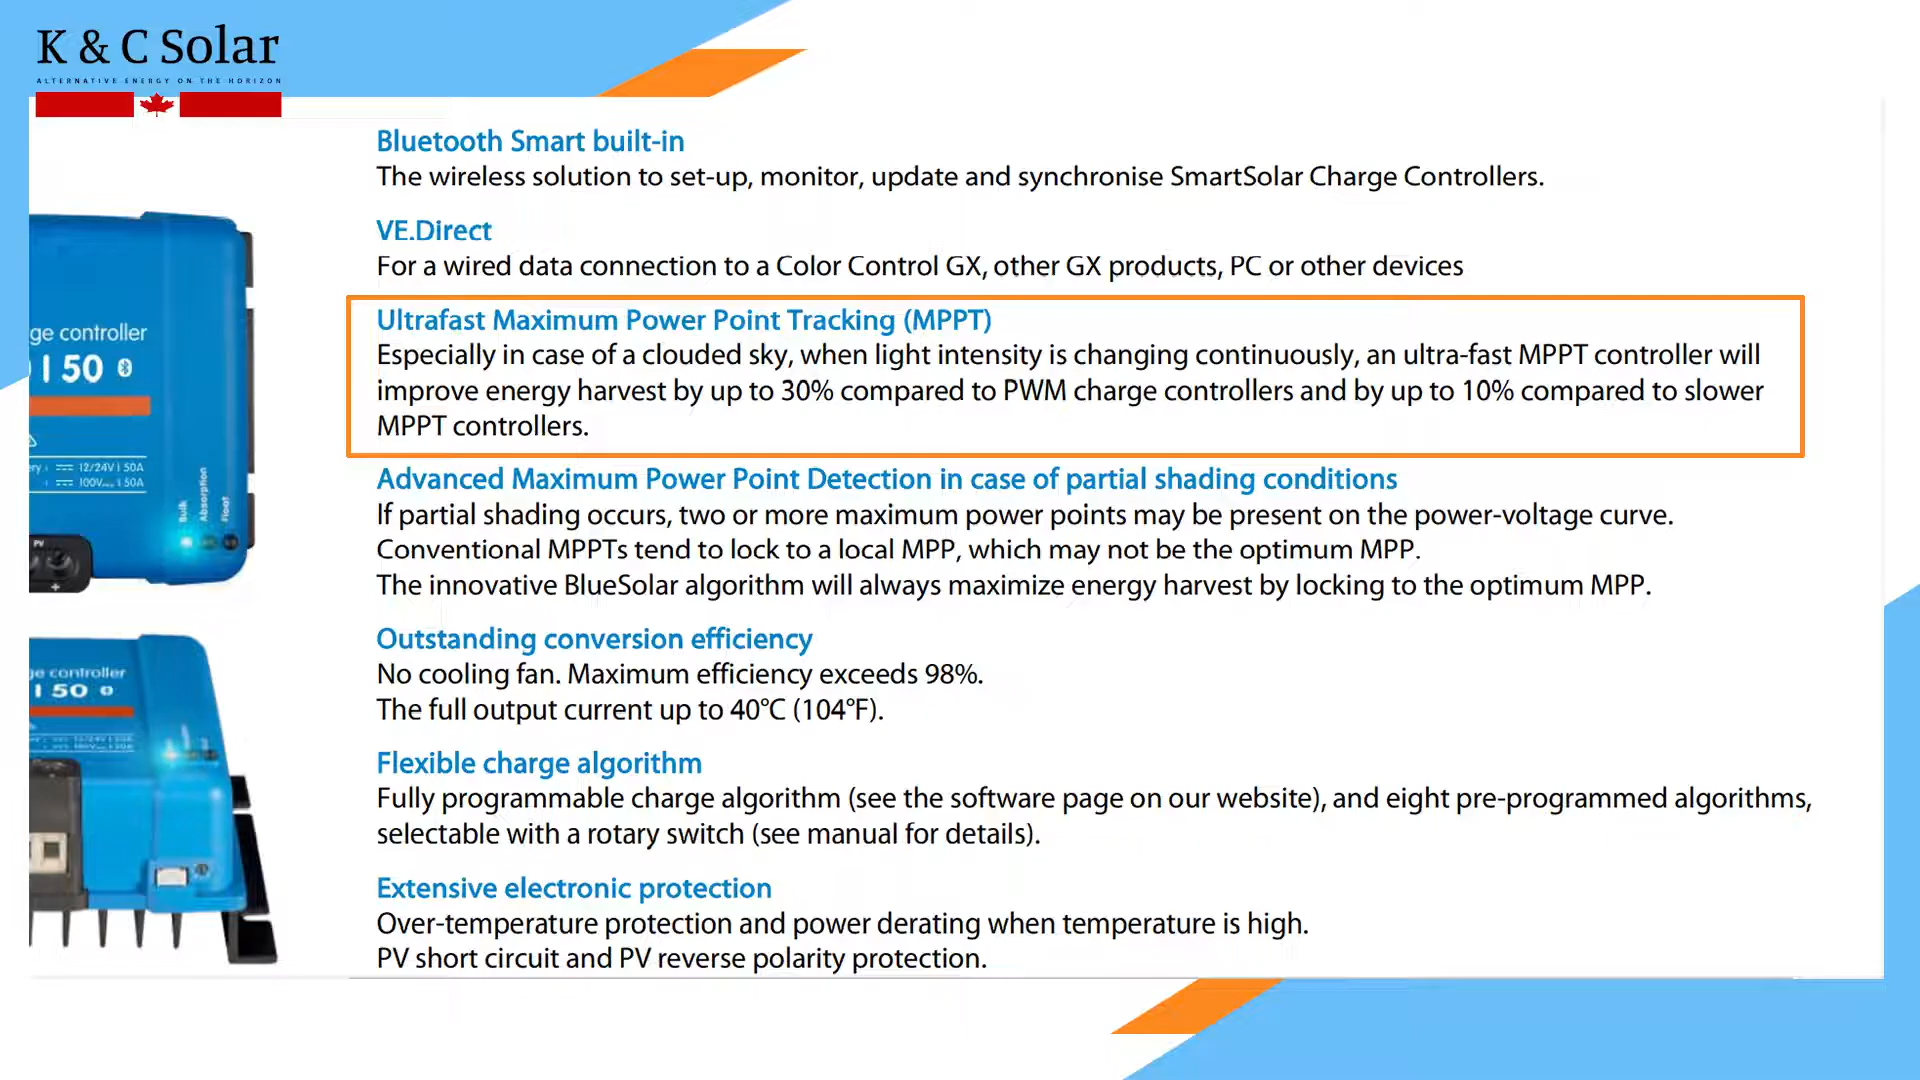 K & C Solar
ALTERNATIVE ENERGY ON THE HORIZON
Bluetooth Smart built-in
The wireless solution to set-up, monitor, update and synchronise SmartSolar Charge Controllers.
VE.Direct
For a wired data connection to a Color Control GX, other GX products, PC or other devices
Ultrafast Maximum Power Point Tracking (MPPT)
Especially in case of a clouded sky, when light intensity is changing continuously, an ultra-fast MPPT controller will
improve energy harvest by up to 30% compared to PWM charge controllers and by up to 10% compared to slower
MPPT controllers.
Advanced Maximum Power Point Detection in case of partial shading conditions
If partial shading occurs, two or more maximum power points may be present on the power-voltage curve.
Conventional MPPTs tend to lock to a local MPP, which may not be the optimum MPP.
The innovative BlueSolar algorithm will always maximize energy harvest by locking to the optimum MPP.
Outstanding conversion efficiency
No cooling fan. Maximum efficiency exceeds 98%.
The full output current up to 40°C (104°F).
Flexible charge algorithm
Fully programmable charge algorithm (see the software page on our website), and eight pre-programmed algorithms,
selectable with a rotary switch (see manual for details).
Extensive electronic protection
Over-temperature protection and power derating when temperature is high.
PV short circuit and PV reverse polarity protection.
ge controller
| 50
12/24V | 50A
100V | 50A
Bulk
Absorption
Float
PV
ge controller
| 50